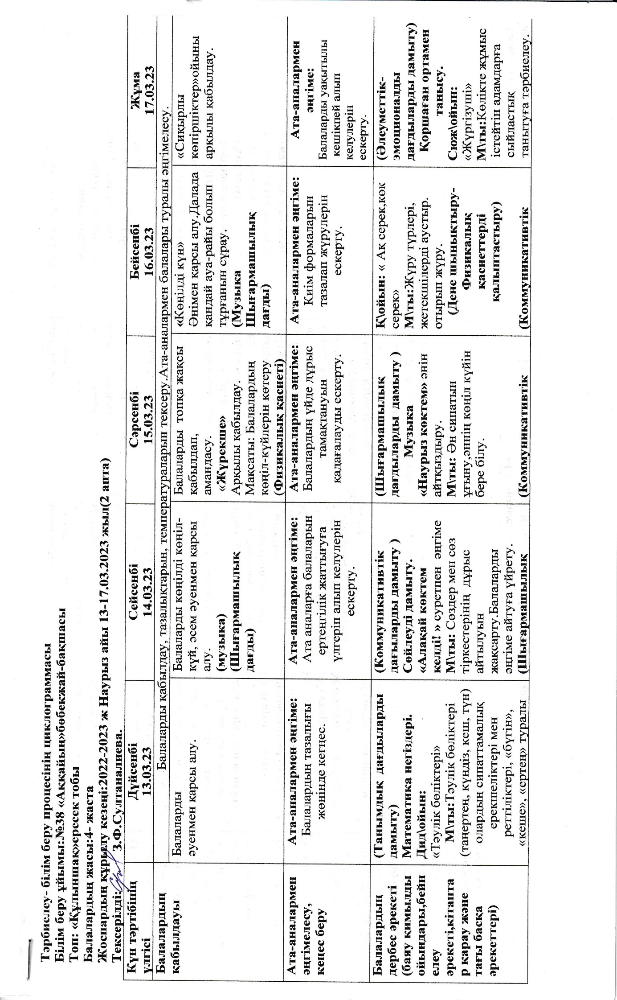 Тәрбиелеу- білім беру процесінің циклограммасы
Білім беру ұйымы:№38 «Аққайың»бөбекжай-бақшасы
Топ: «Құлыншақ»ересек тобы
Балалардың жасы:4- жаста
Жоспардың құрылу кезеңі:2022-2023 ж Наурыз айы 13-17.03.2023 жыл(2 апта)
Тексерілді: З.Ф.Султаналиева.
Күн тәртібінің
үлгісі
Дүйсенбі
13.03.23
Сейсенбі
14.03.23
Сәрсенбі
15.03.23
Бейсенбі
16.03.23
Жұма
17.03.23
Балалардың
қабылдауы
Балаларды қабылдау, тазалықтарын, температураларын тексеру.Ата-аналармен балалары туралы әңгімелесу.
Балаларды
әуенмен қарсы алу.
Балаларды көңілді көңіл-
күй, әсем әуенмен қарсы
алу.
(музыка)
(Шығармашылық
дағды)
Балаларды топқа жақсы
қабылдап,
амандасу.
«Жүрекше»
Арқылы қабылдау.
Мақсаты: Балалардың
көңіл-күйлерін көтеру
(Физикалық қасиеті)
«Көңілді күн»
Әнімен қарсы алу.Далада
қандай ауа-райы болып
тұрғанын сұрау.
(Музыка
Шығармашылық
дағды)
«Сиқырлы
көпіршіктер»ойыны
арқылы қабылдау.
Ата-аналармен
әңгімелесу,
кеңес беру
Ата-аналармен әңгіме:
Балалардың тазалығы
жөнінде кеңес.
Ата-аналармен әңгіме:
Ата аналарға балаларын
ертеңгілік жаттығуға
үлгеріп алып келулерін
ескерту.
Ата-аналармен әңгіме:
Балалардың үйде дұрыс
тамақтануын
қадағалауды ескерту.
Ата-аналармен әңгіме:
Киім формаларын
тазалап жүрулерін
ескерту.
Ата-аналармен
әңгіме:
Балаларды уақытылы
кешікпей алып
келулерін
ескерту.
Балалардың
дербес әрекеті
(баяу қимылды
ойындары,бейн
елеу
әрекеті,кітапта
р қарау және
тағы басқа
әрекеттері)
(Танымдық дағдыларды
дамыту)
Математика негіздері.
Дид\ойын:
«Тәулік бөліктері»
М\ты:Тәулік бөліктері
(таңертең, күндіз, кеш, түн)
олардың сипаттамалық
ерекшеліктері мен
реттіліктері, «бүгін»,
«кеше», «ертең» туралы
(Коммуникативтік
дағыларды дамыту )
Сөйлеуді дамыту.
«Алақай көктем
келді! » суретпен әңгіме
М\ты: Сөздер мен сөз
тіркестерінің дұрыс
айтылуын
жақсарту.Балаларды
әңгіме айтуға үйрету.
(Шығармашылық
(Шығармашылық
дағдыларды дамыту )
Музыка
«Наурыз көктем» әнін
айтқыздыру.
М\ты: Ән сипатын
ұғыну,әннің көңіл күйін
бере білу.
(Коммуникативтік
Қ\ойын: « Ақ серек,көк
серек»
М\ты:Жүру түрлері,
жетекшілерді аустыр.
отырып жүру.
(Дене шынықтыру-
Физикалық
қасиеттерді
қалыптастыру)
(Коммуникативтік
(Әлеуметтік-
эмоционалды
дағдыларды дамыту)
Қоршаған ортамен
танысу.
Сюж\ойын:
«Жүргізуші»
М\ты:Көлікте жұмыс
істейтін адамдарға
сыйластық
танытуға тәрбиелеу.